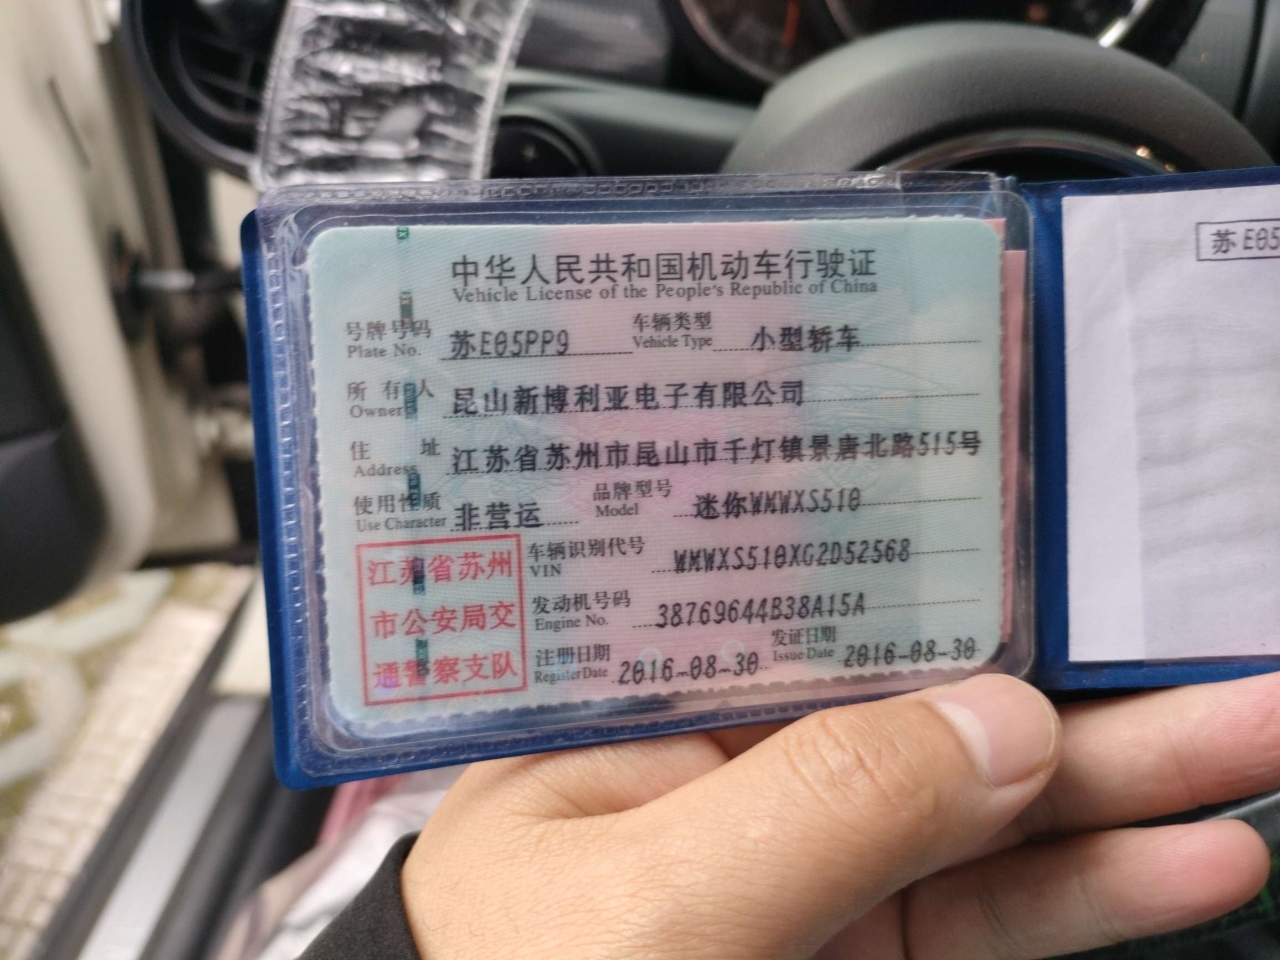 中华人民共和国机动车行驶证
Vehicle License of the People's Republic of China
号牌号码 苏E05PP9 车辆类型 小型轿车
Plate No. Vehicle Type
所有人 昆山新博利亚电子有限公司
Owner
住址 江苏省苏州市昆山市千灯镇景唐北路515号
Address
使用性质 非营运 品牌型号 迷你WMWXS510
Use Character Model
车辆识别代号 WMWXS510XG2D52568
VIN
发动机号码 38769644B38A15A
Engine No.
注册日期 2016-08-30 发证日期 2016-08-30
Register Date Issue Date
江苏省苏州
市公安局交
通警察支队
苏E05